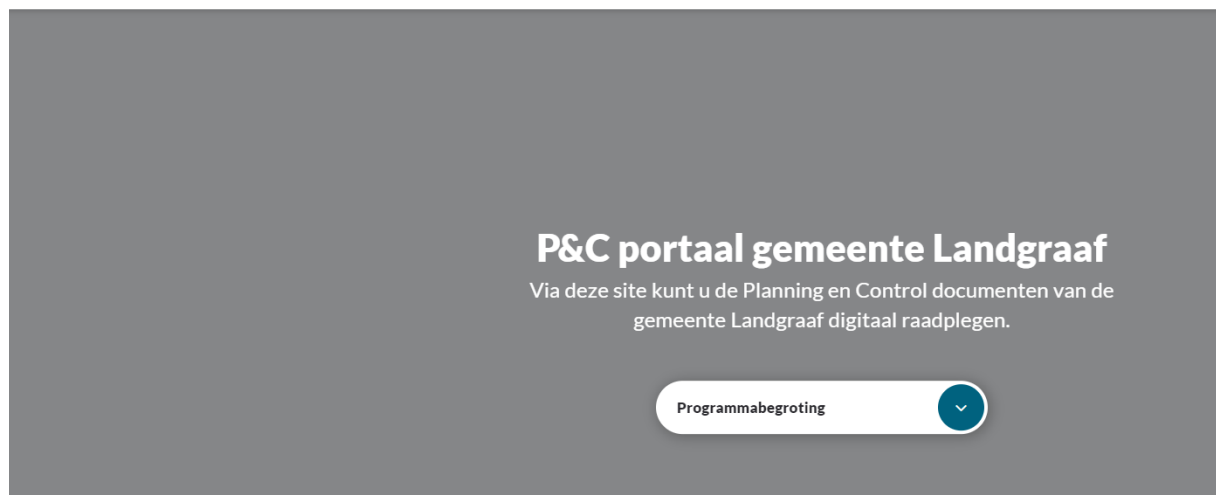 P&C portaal gemeente Landgraaf
Via deze site kunt u de Planning en Control documenten van de
gemeente Landgraaf digitaal raadplegen.
Programmabegroting